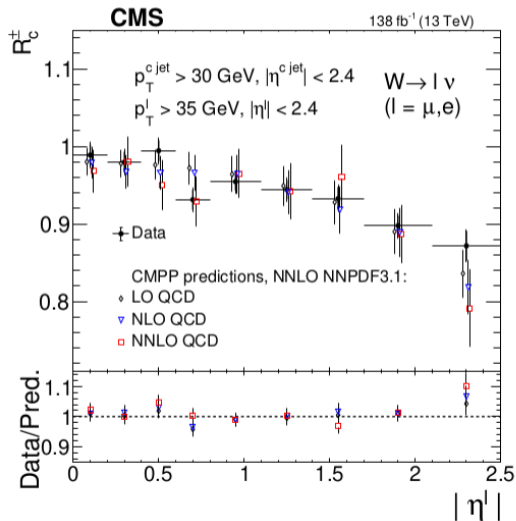 CMS
138 fb⁻¹ (13 TeV)
R_c^±
p_T^{c jet} > 30 GeV, |η^{c jet}| < 2.4
p_T^l > 35 GeV, |η^l| < 2.4
W → l ν
(l = μ,e)
1.1
1
0.9
0.8
Data
CMPP predictions, NNLO NNPDF3.1:
LO QCD
NLO QCD
NNLO QCD
Data/Pred.
1.1
1
0.9
0 0.5 1 1.5 2 2.5
| η^l |